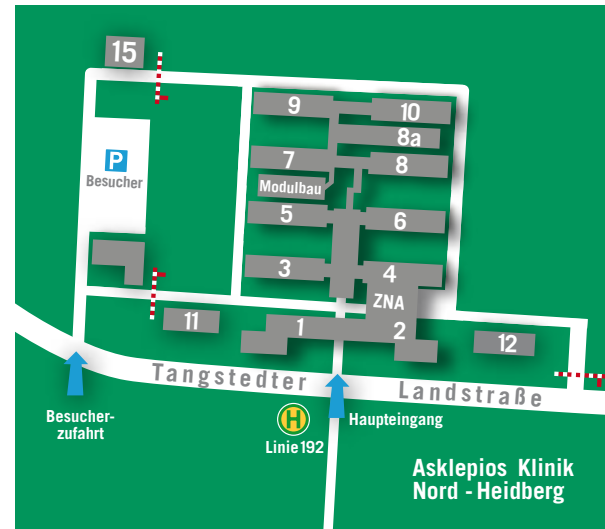 15
9
10
8a
7
8
P
Besucher
Modulbau
5
6
3
4
ZNA
11
1
2
12
Tangstedter Landstraße
Besucher-
zufahrt
H
Linie 192
Haupteingang
Asklepios Klinik
Nord - Heidberg